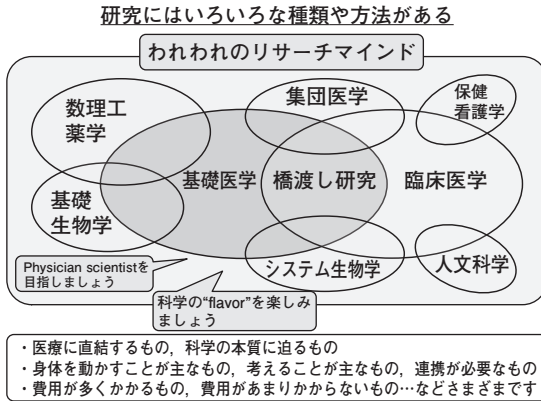 研究にはいろいろな種類や方法がある
われわれのリサーチマインド
数理工
薬学
集団医学
保健
看護学
基礎医学
橋渡し研究
臨床医学
基礎
生物学
システム生物学
人文科学
Physician scientistを
目指しましょう
科学の“flavor”を楽しみ
ましょう
・医療に直結するもの，科学の本質に迫るもの
・身体を動かすことが主なもの，考えることが主なもの，連携が必要なもの
・費用が多くかかるもの，費用があまりかからないもの…などさまざまです